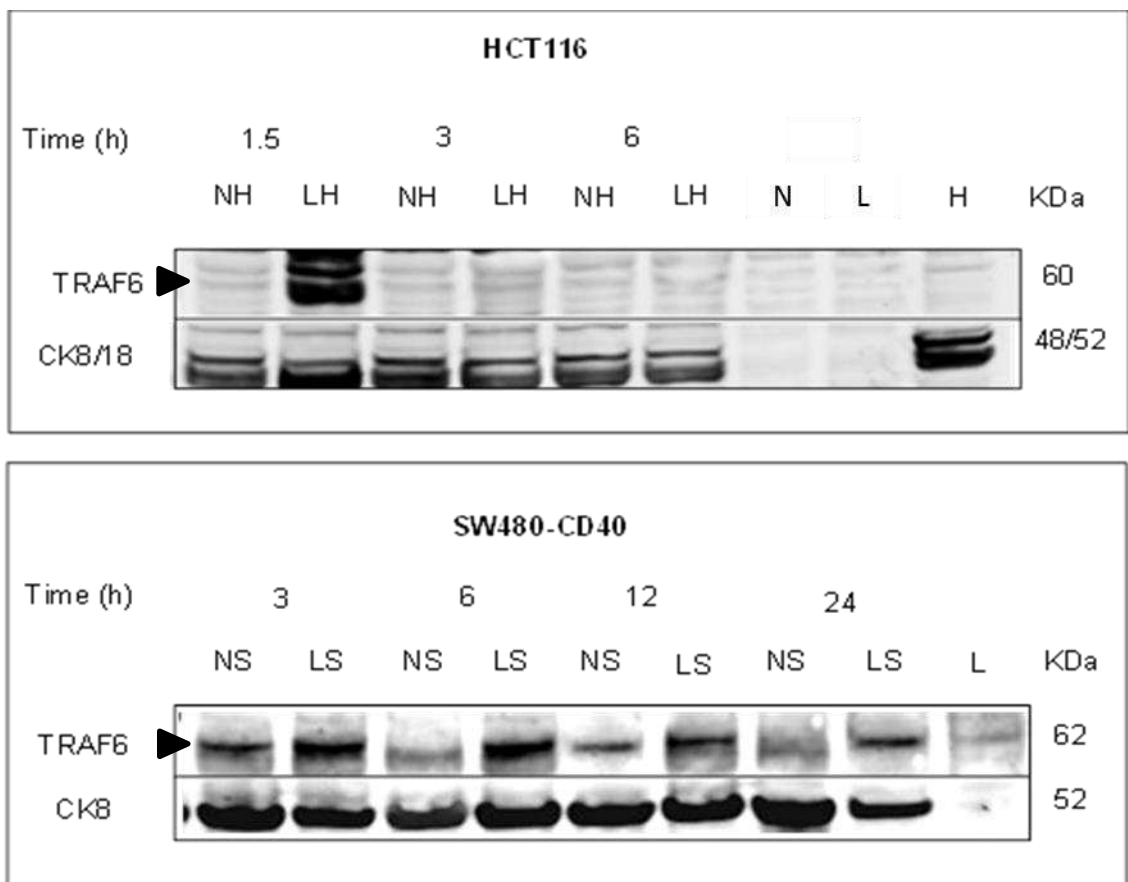 HCT116
Time (h) 1.5 3 6
NH LH NH LH NH LH N L H KDa
TRAF6 60
CK8/18 48/52
SW480-CD40
Time (h) 3 6 12 24
NS LS NS LS NS LS NS LS L KDa
TRAF6 62
CK8 52